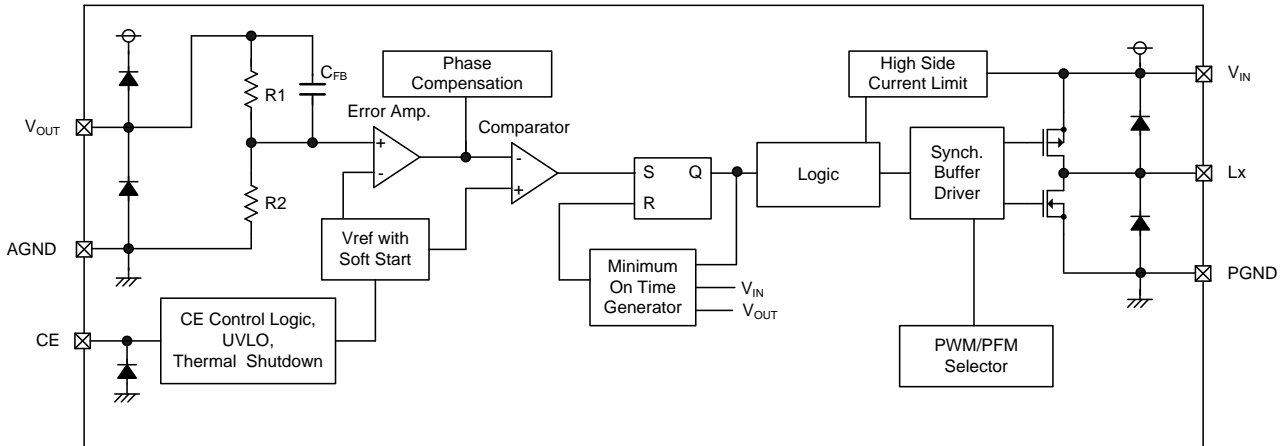 Phase
Compensation
High Side
Current Limit
CFB
R1
Error Amp.
VIN
VOUT
Comparator
+
-
-
+
S
Q
R
Logic
Synch.
Buffer
Driver
Lx
R2
AGND
Vref with
Soft Start
Minimum
On Time
Generator
VIN
VOUT
PGND
CE
CE Control Logic,
UVLO,
Thermal Shutdown
PWM/PFM
Selector